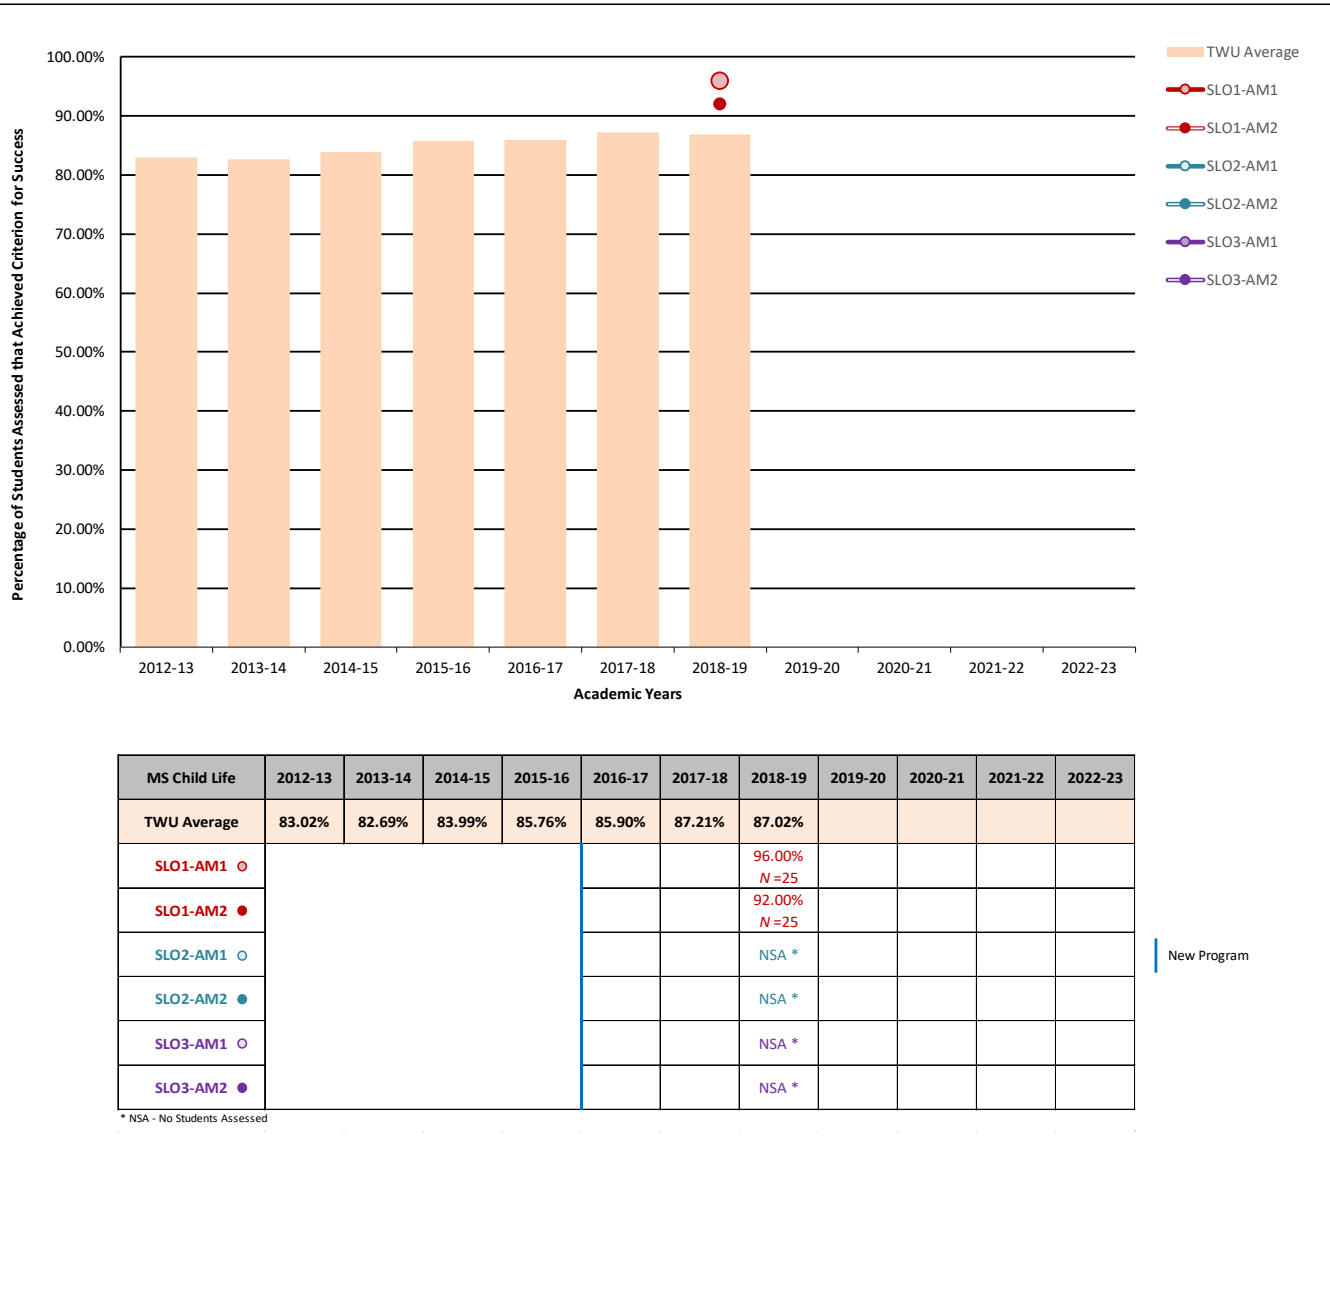 100.00%
90.00%
80.00%
70.00%
60.00%
50.00%
40.00%
30.00%
20.00%
10.00%
0.00%
Percentage of Students Assessed that Achieved Criterion for Success
2012-13 2013-14 2014-15 2015-16 2016-17 2017-18 2018-19 2019-20 2020-21 2021-22 2022-23
Academic Years
TWU Average
SLO1-AM1
SLO1-AM2
SLO2-AM1
SLO2-AM2
SLO3-AM1
SLO3-AM2
MS Child Life 2012-13 2013-14 2014-15 2015-16 2016-17 2017-18 2018-19 2019-20 2020-21 2021-22 2022-23
TWU Average 83.02% 82.69% 83.99% 85.76% 85.90% 87.21% 87.02%
SLO1-AM1 96.00%
N =25
SLO1-AM2 92.00%
N =25
SLO2-AM1 NSA *
SLO2-AM2 NSA *
SLO3-AM1 NSA *
SLO3-AM2 NSA *
* NSA - No Students Assessed
New Program